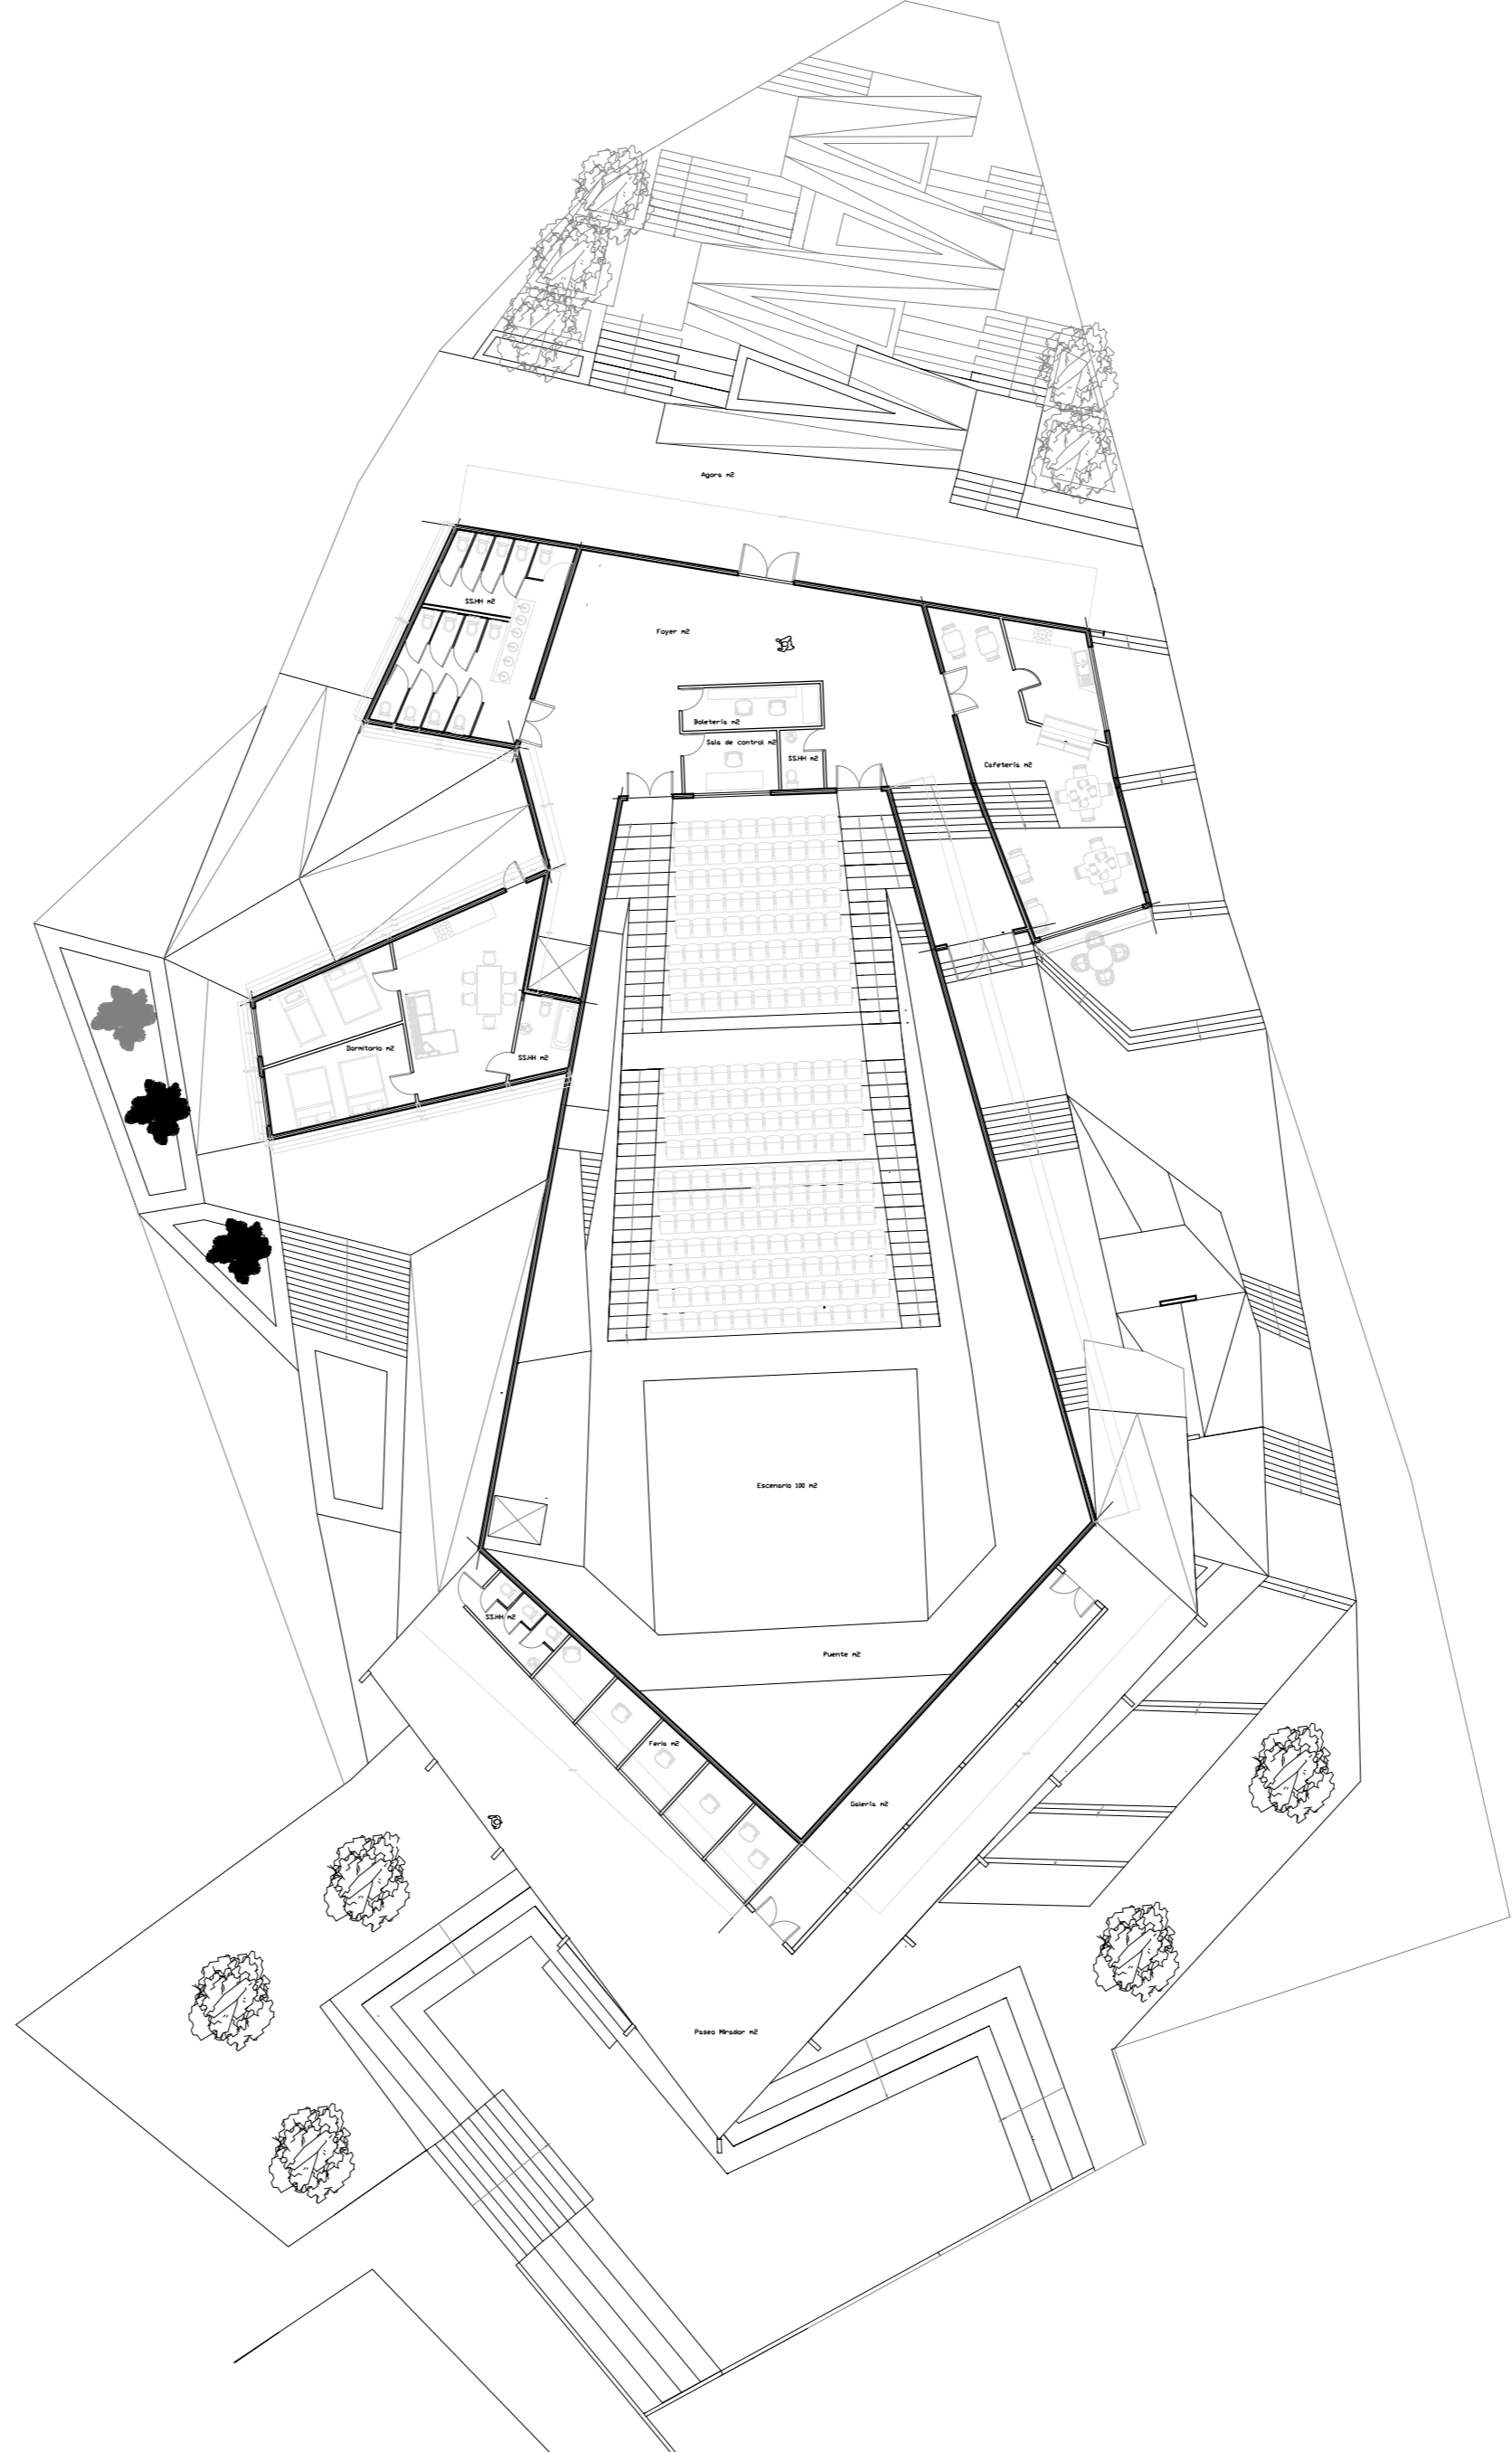 Agora m2
SS.HH m2
Foyer m2
Boletería m2
Sala de control m2
SS.HH m2
Cafetería m2
Dormitorio m2
SS.HH m2
Escenario 100 m2
SS.HH m2
Puente m2
Feria m2
Galería m2
Paseo Mirador m2